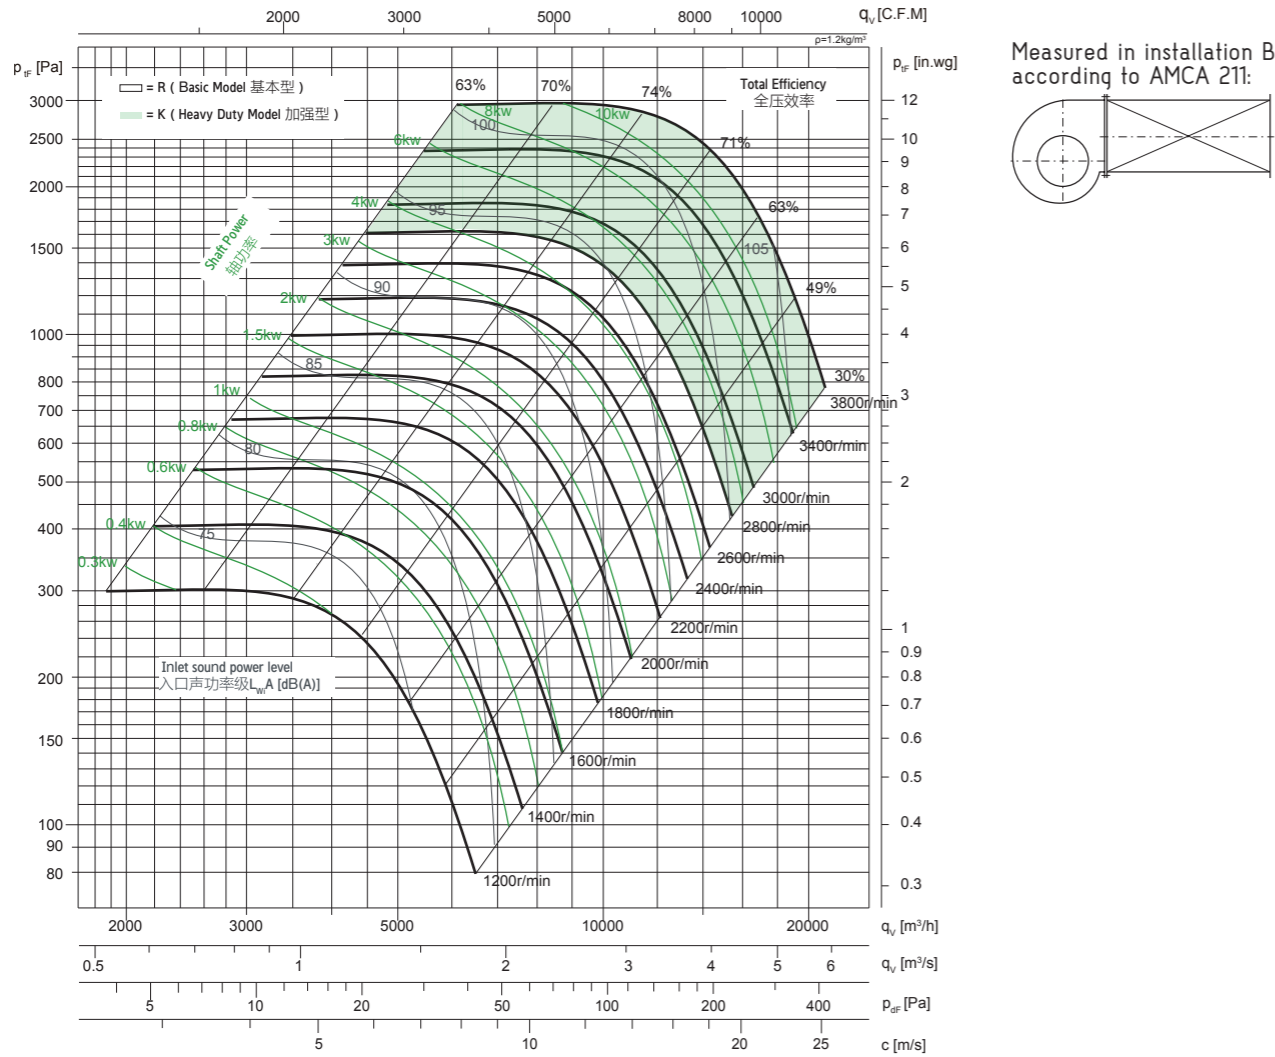 2000 3000 5000 8000 10000 qv [C.F.M]
ρ=1.2kg/m³
Measured in installation B
according to AMCA 211:
ptF [Pa]
ptF [in.wg]
= R ( Basic Model 基本型 )
= K ( Heavy Duty Model 加强型 )
Total Efficiency
全压效率
63% 70% 74%
71%
63%
49%
30%
8kw
10kw
6kw
4kw
3kw
2kw
1.5kw
1kw
0.8kw
0.6kw
0.4kw
0.3kw
Shaft Power
轴功率
100
95
105
90
85
80
75
3000
2500
2000
1500
1000
800
700
600
500
400
300
200
150
100
90
80
12
10
9
8
7
6
5
4
3
2
1
0.9
0.8
0.7
0.6
0.5
0.4
0.3
3800r/min
3400r/min
3000r/min
2800r/min
2600r/min
2400r/min
2200r/min
2000r/min
1800r/min
1600r/min
1400r/min
1200r/min
Inlet sound power level
入口声功率级LwiA [dB(A)]
2000 3000 5000 10000 20000 qv [m³/h]
0.5 1 2 3 4 5 6 qv [m³/s]
5 10 20 50 100 200 400 pdF [Pa]
5 10 20 25 c [m/s]